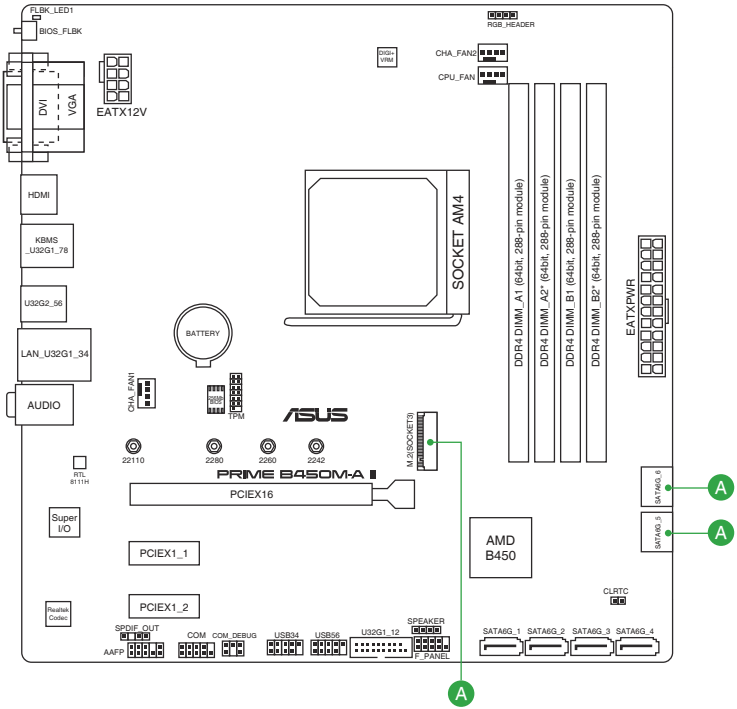 FLBK_LED1
BIOS_FLBK
RGB_HEADER
DIGI+
VRM
CHA_FAN2
CPU_FAN
DVI
VGA
EATX12V
HDMI
KBMS
_U32G1_78
U32G2_56
LAN_U32G1_34
AUDIO
SOCKET AM4
DDR4 DIMM_A1 (64bit, 288-pin module)
DDR4 DIMM_A2* (64bit, 288-pin module)
DDR4 DIMM_B1 (64bit, 288-pin module)
DDR4 DIMM_B2* (64bit, 288-pin module)
EATXPWR
BATTERY
CHA_FAN1
256Mb
BIOS
TPM
ASUS
M.2(SOCKET3)
A
22110
2280
2260
2242
PRIME B450M-A II
RTL
8111H
PCIEX16
SATA6G_6
A
SATA6G_5
A
Super
I/O
AMD
B450
PCIEX1_1
PCIEX1_2
Realtek
Codec
CLRTC
SPDIF_OUT
AAFP
COM
COM_DEBUG
USB34
USB56
U32G1_12
SPEAKER
F_PANEL
SATA6G_1
SATA6G_2
SATA6G_3
SATA6G_4